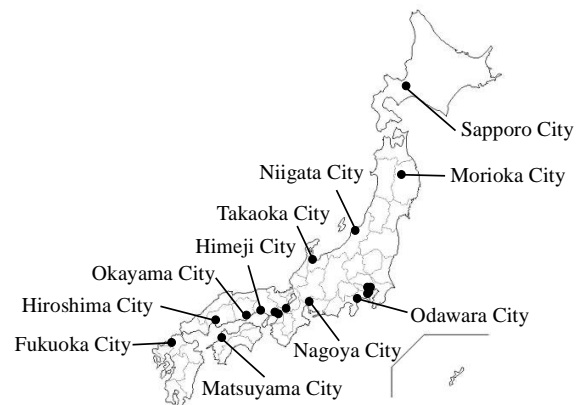 Sapporo City
Niigata City
Morioka City
Takaoka City
Himeji City
Okayama City
Hiroshima City
Odawara City
Fukuoka City
Nagoya City
Matsuyama City